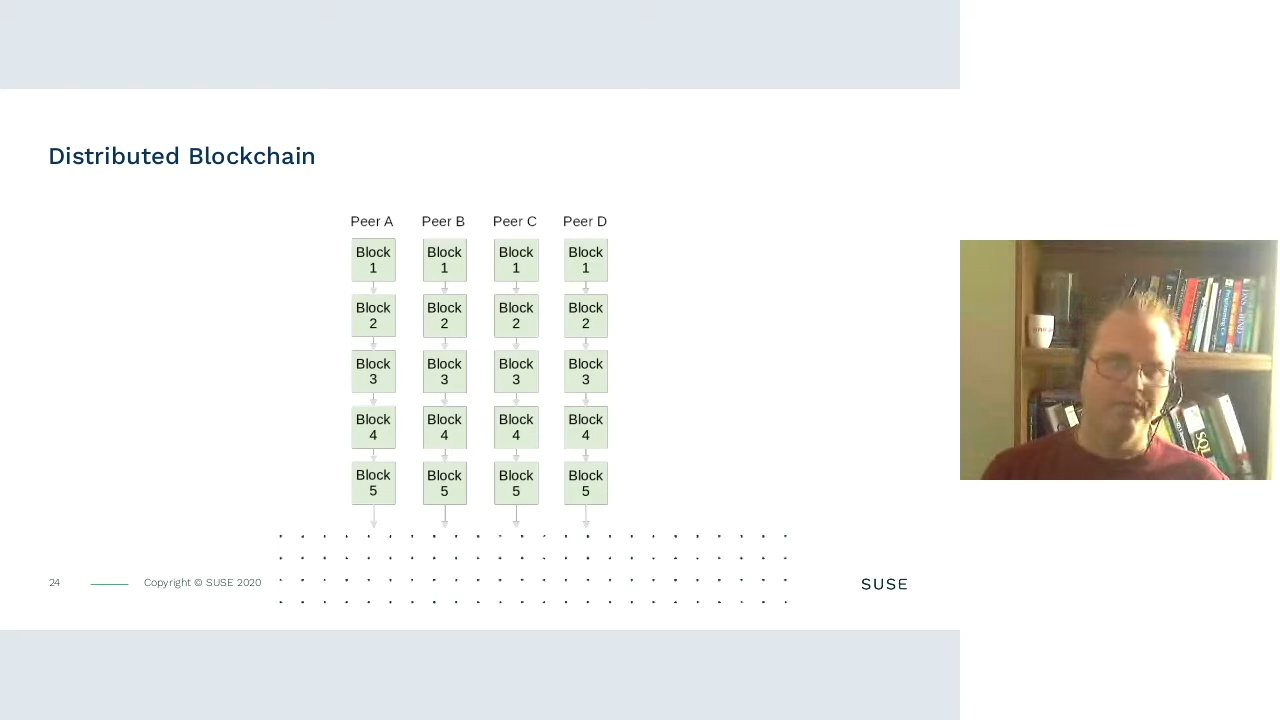 Distributed Blockchain
Peer A Peer B Peer C Peer D
Block Block Block Block
1 1 1 1
Block Block Block Block
2 2 2 2
Block Block Block Block
3 3 3 3
Block Block Block Block
4 4 4 4
Block Block Block Block
5 5 5 5
24 Copyright © SUSE 2020
SUSE
SQL